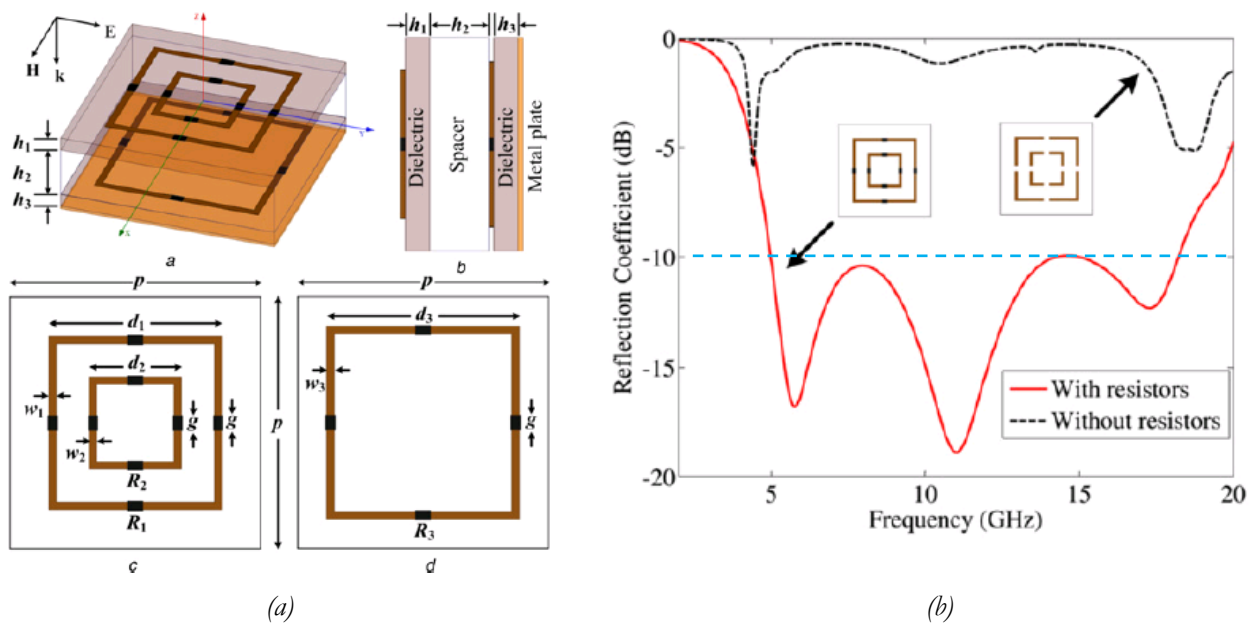 E
H
k
z
y
x
h1
h2
h3
a
h1 h2 h3
Dielectric
Spacer
Dielectric
Metal plate
b
p
d1
d2
w1
w2
g
g
R2
R1
c
p
p
d3
w3
g
R3
d
(a)
Reflection Coefficient (dB)
0
-5
-10
-15
-20
5
10
15
20
Frequency (GHz)
With resistors
Without resistors
(b)